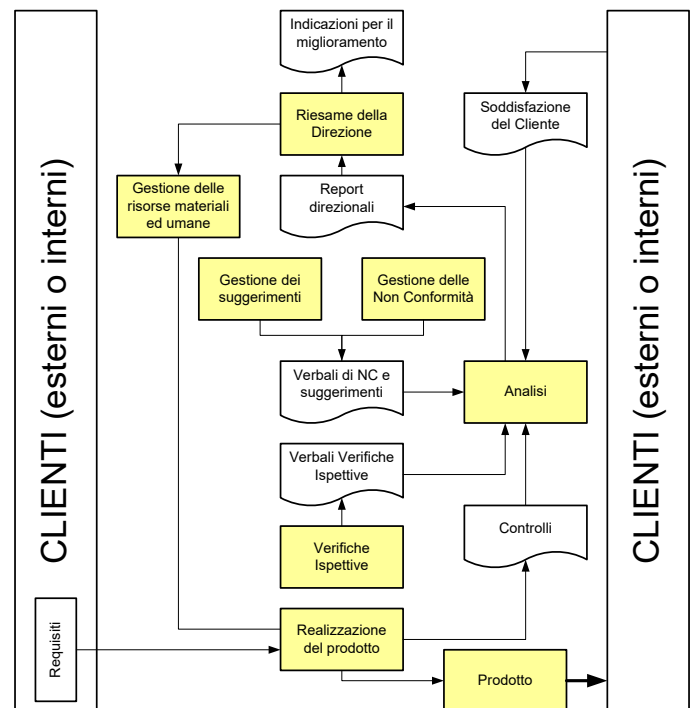 Indicazioni per il
miglioramento
Riesame della
Direzione
Soddisfazione
del Cliente
Gestione delle
risorse materiali
ed umane
Report
direzionali
Gestione dei
suggerimenti
Gestione delle
Non Conformità
Verbali di NC e
suggerimenti
Analisi
Verbali Verifiche
Ispettive
Controlli
Verifiche
Ispettive
Realizzazione
del prodotto
Prodotto
Requisiti
CLIENTI (esterni o interni)
CLIENTI (esterni o interni)